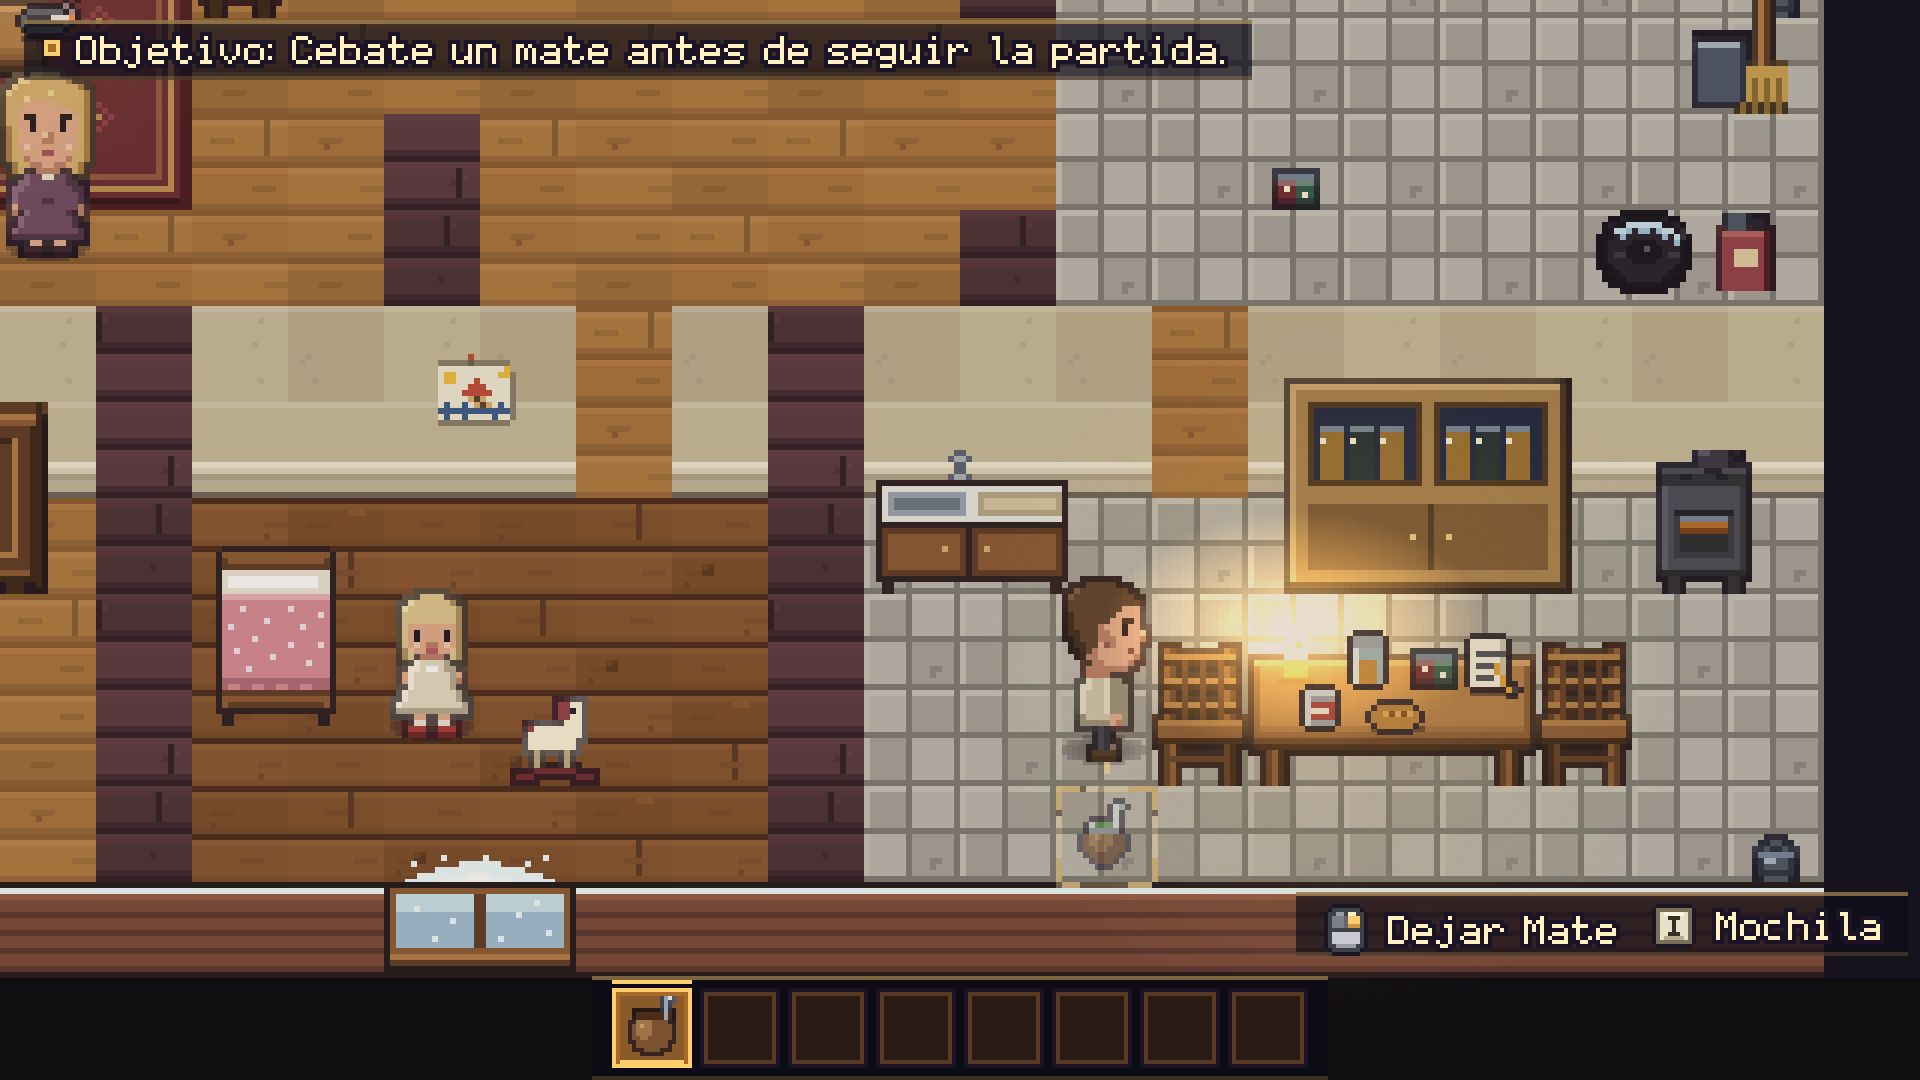 Objetivo: Cebate un mate antes de seguir la partida.
Dejar Mate
I Mochila